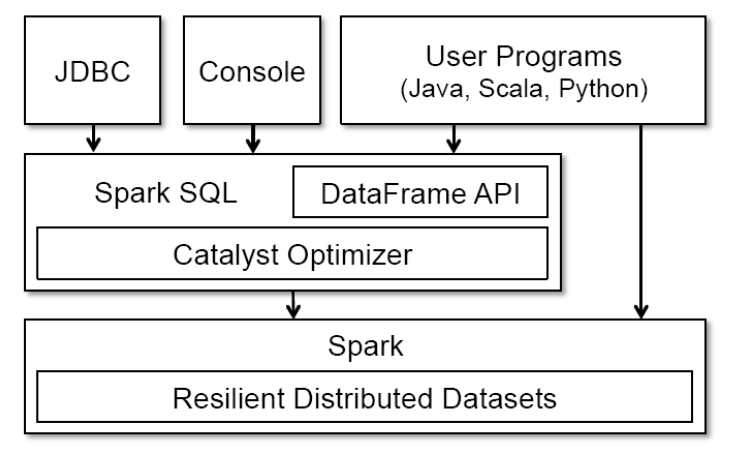 JDBC
Console
User Programs
(Java, Scala, Python)
Spark SQL
DataFrame API
Catalyst Optimizer
Spark
Resilient Distributed Datasets